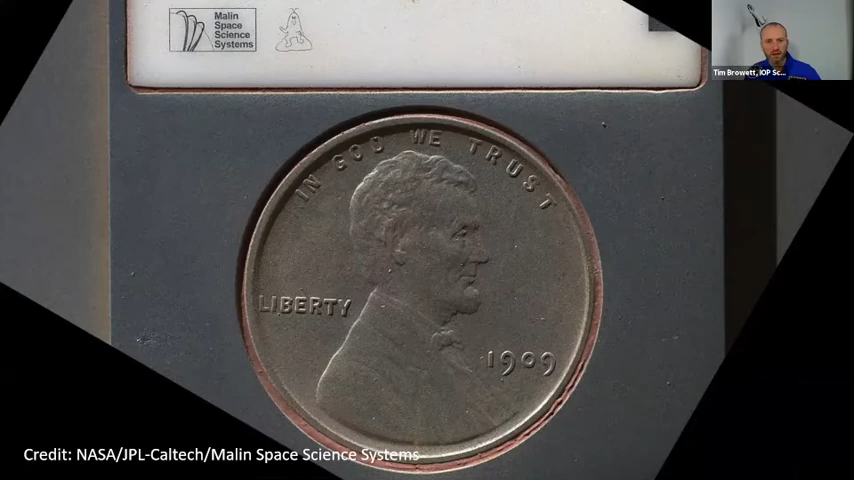 Malin
Space
Science
Systems
Tim Browett, IOP Sc...
IN GOD WE TRUST
LIBERTY
1909
Credit: NASA/JPL-Caltech/Malin Space Science Systems